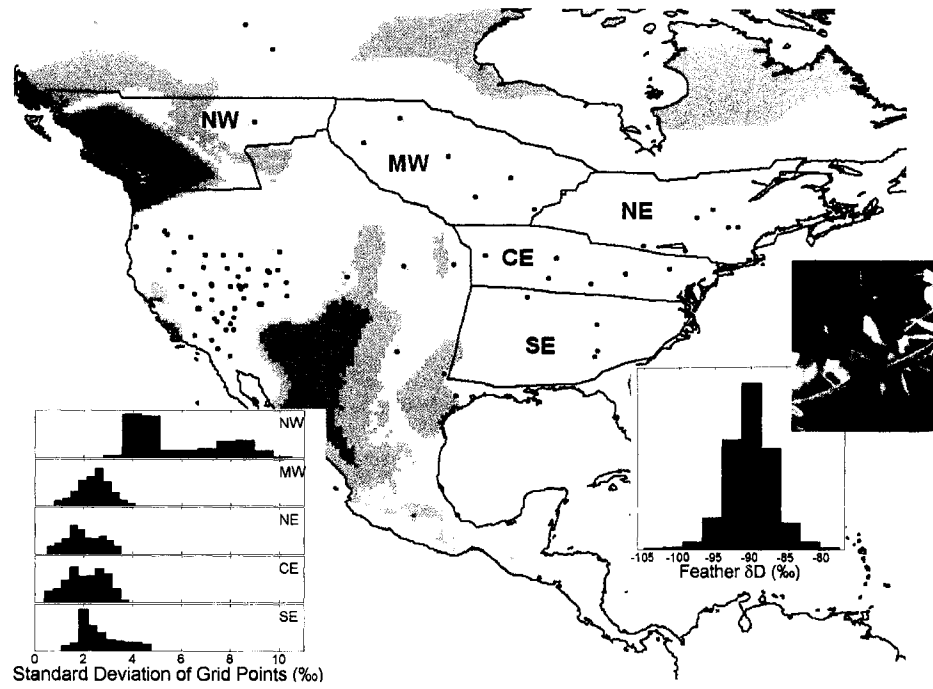 NW
MW
NE
CE
SE
NW
MW
NE
CE
SE
0 2 4 6 8 10
Standard Deviation of Grid Points (‰)
-105 -100 -95 -90 -85 -80
Feather δD (‰)